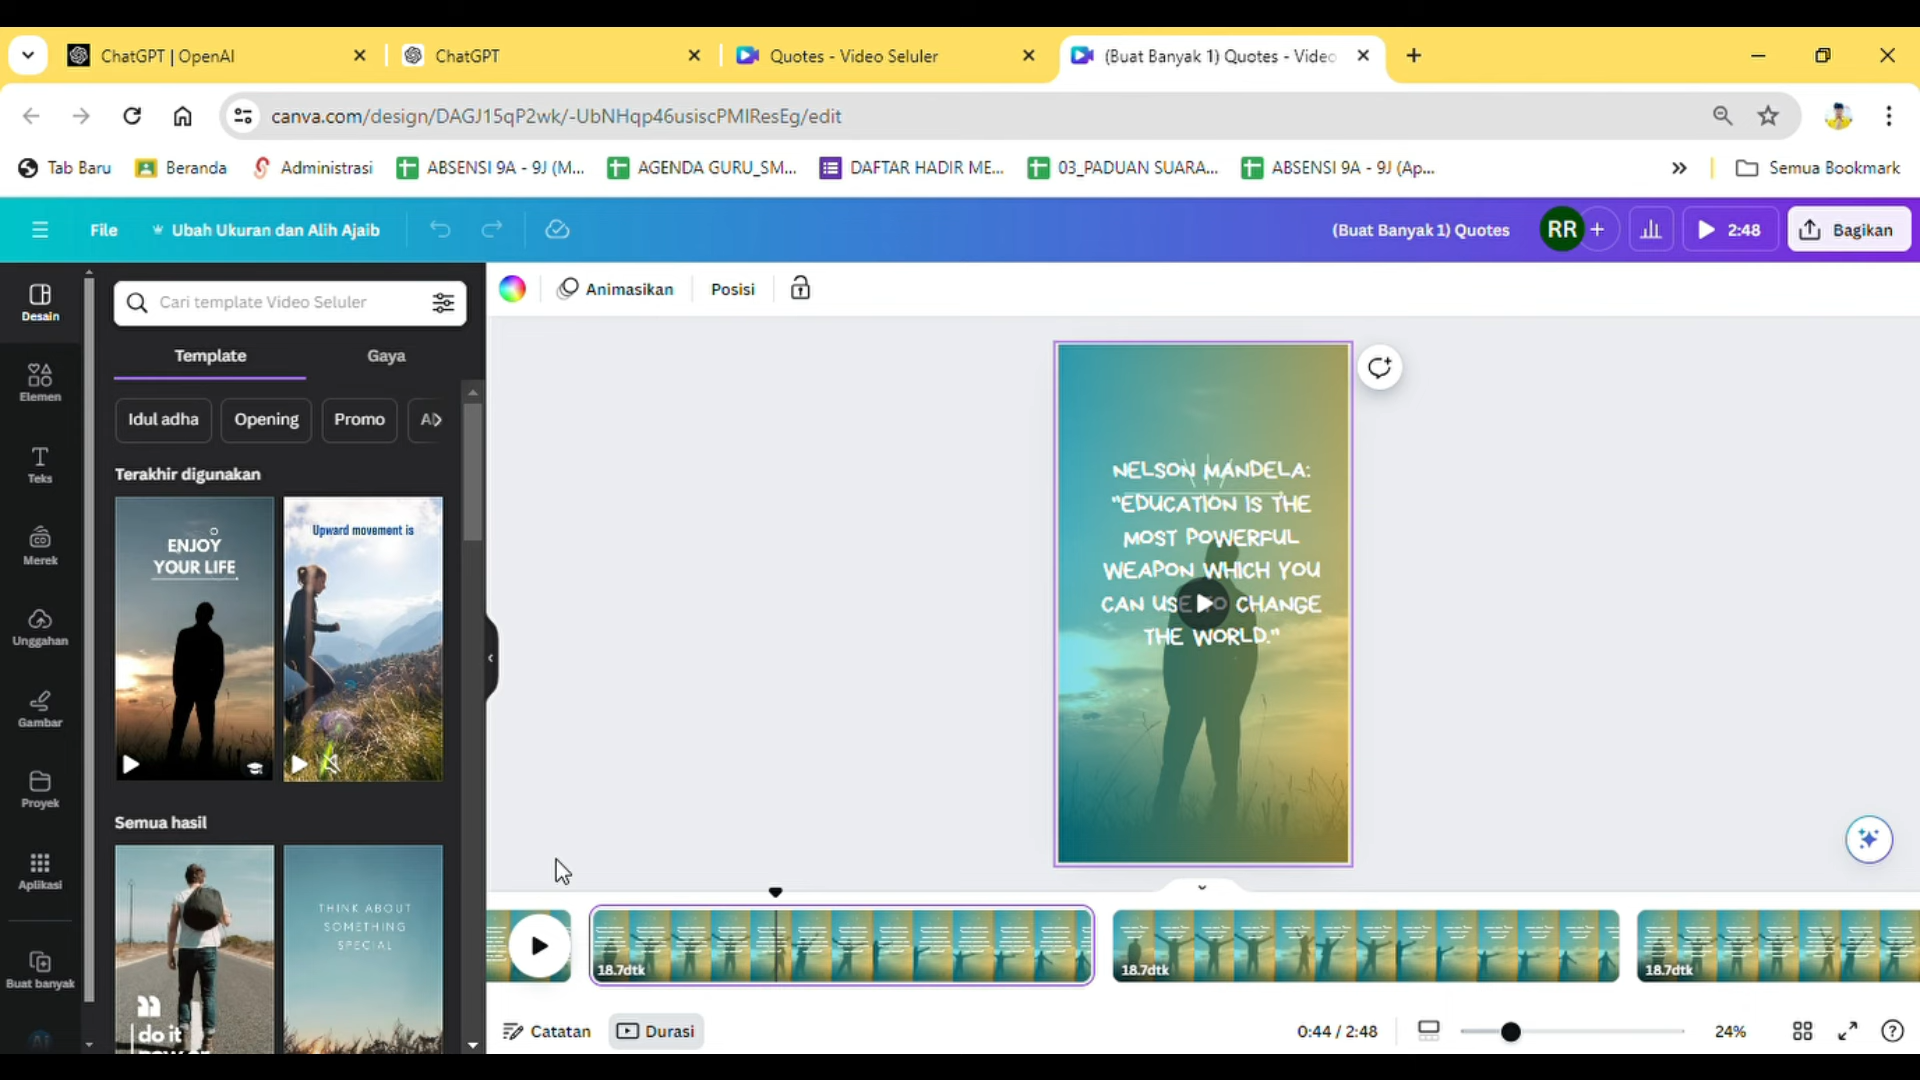 ChatGPT | OpenAI
ChatGPT
Quotes - Video Seluler
(Buat Banyak 1) Quotes - Video
canva.com/design/DAGJ15qP2wk/-UbNHqp46usiscPMIResEg/edit
Tab Baru
Beranda
Administrasi
ABSENSI 9A - 9J (M...
AGENDA GURU_SM...
DAFTAR HADIR ME...
03_PADUAN SUARA...
ABSENSI 9A - 9J (Ap...
Semua Bookmark
File
Ubah Ukuran dan Alih Ajaib
(Buat Banyak 1) Quotes
RR
2:48
Bagikan
Desain
Elemen
Teks
Merek
Unggahan
Gambar
Proyek
Aplikasi
Buat banyak
Cari template Video Seluler
Template
Gaya
Idul adha
Opening
Promo
Terakhir digunakan
ENJOY
YOUR LIFE
Upward movement is
Semua hasil
do it
THINK ABOUT
SOMETHING
SPECIAL
Animasikan
Posisi
NELSON MANDELA:
"EDUCATION IS THE
MOST POWERFUL
WEAPON WHICH YOU
CAN USE TO CHANGE
THE WORLD."
18.7dtk
18.7dtk
18.7dtk
Catatan
Durasi
0:44 / 2:48
24%